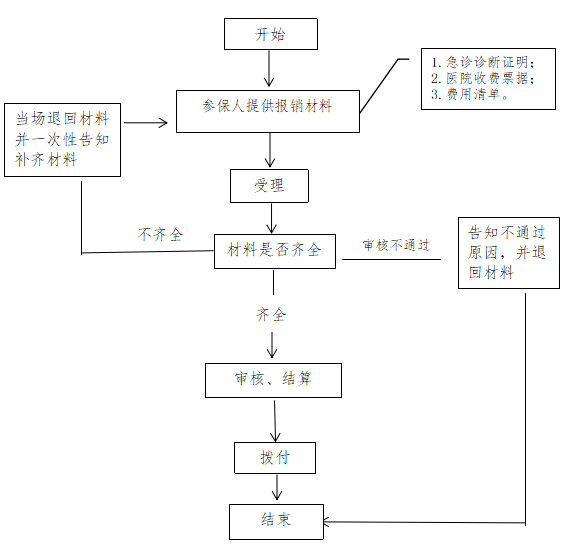 开始
1.急诊诊断证明；
2.医院收费票据；
3.费用清单。
参保人提供报销材料
当场退回材料
并一次性告知
补齐材料
受理
不齐全
材料是否齐全
审核不通过
告知不通过
原因，并退
回材料
齐全
审核、结算
拨付
结束